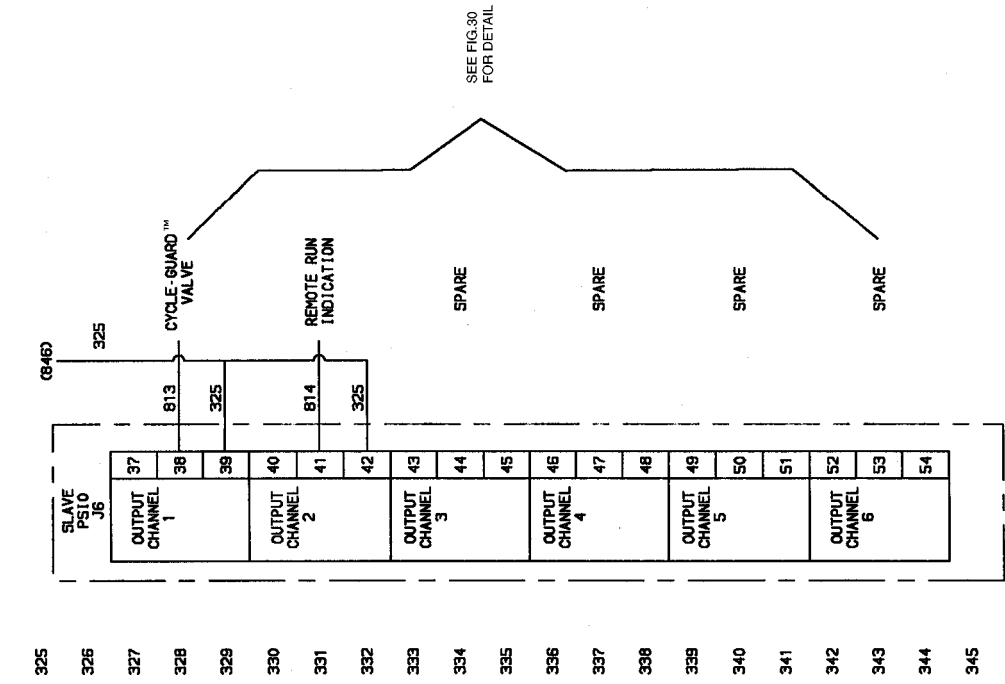 SEE FIG.30
FOR DETAIL
(846)
325
813
CYCLE-GUARD™
VALVE
325
814
REMOTE RUN
INDICATION
325
SPARE
SPARE
SPARE
SPARE
SLAVE
PSIO
J6
37
38
39
40
41
42
43
44
45
46
47
48
49
50
51
52
53
54
OUTPUT
CHANNEL
1
OUTPUT
CHANNEL
2
OUTPUT
CHANNEL
3
OUTPUT
CHANNEL
4
OUTPUT
CHANNEL
5
OUTPUT
CHANNEL
6
325
326
327
328
329
330
331
332
333
334
335
336
337
338
339
340
341
342
343
344
345